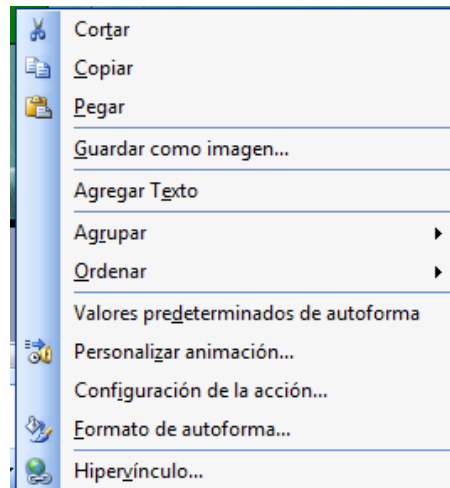 Cortar
Copiar
Pegar
Guardar como imagen...
Agregar Texto
Agrupar
Ordenar
Valores predeterminados de autoforma
Personalizar animación...
Configuración de la acción...
Formato de autoforma...
Hipervínculo...